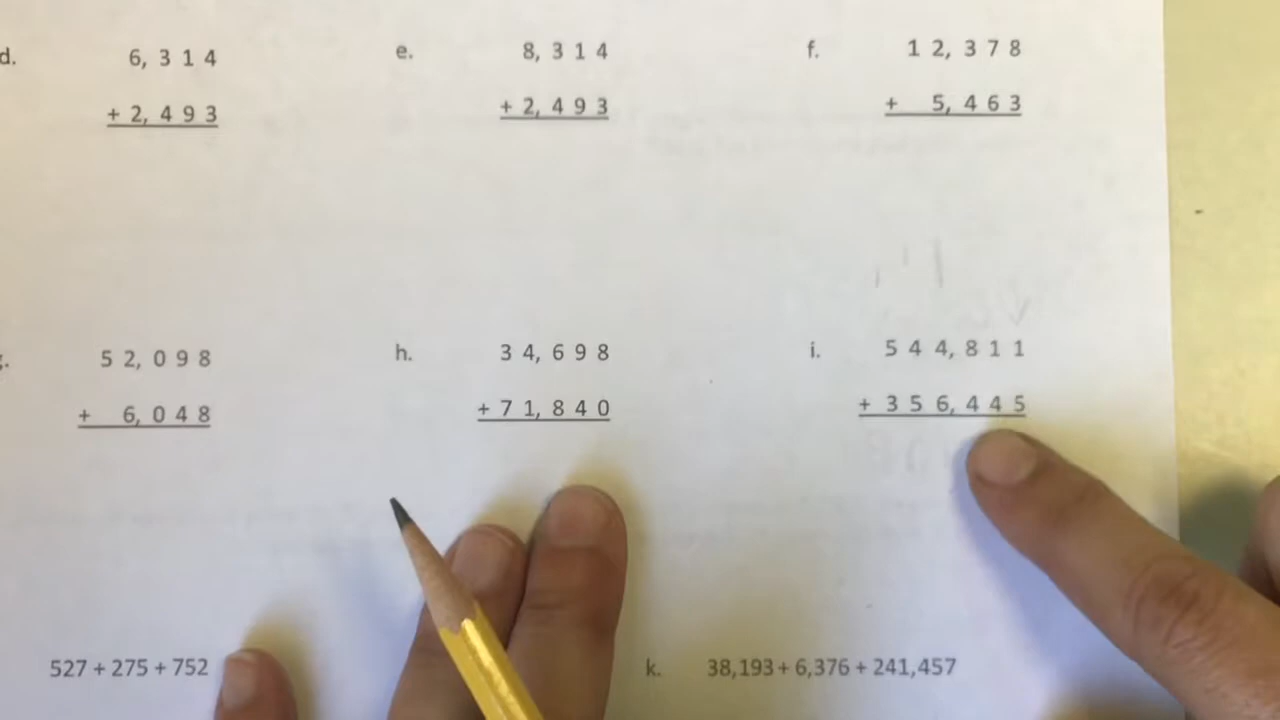 d. 6, 3 1 4 e. 8, 3 1 4 f. 1 2, 3 7 8
+ 2, 4 9 3 + 2, 4 9 3 + 5, 4 6 3
5 2, 0 9 8 h. 3 4, 6 9 8 i. 5 4 4, 8 1 1
+ 6, 0 4 8 + 7 1, 8 4 0 + 3 5 6, 4 4 5
527 + 275 + 752 k. 38,193 + 6,376 + 241,457